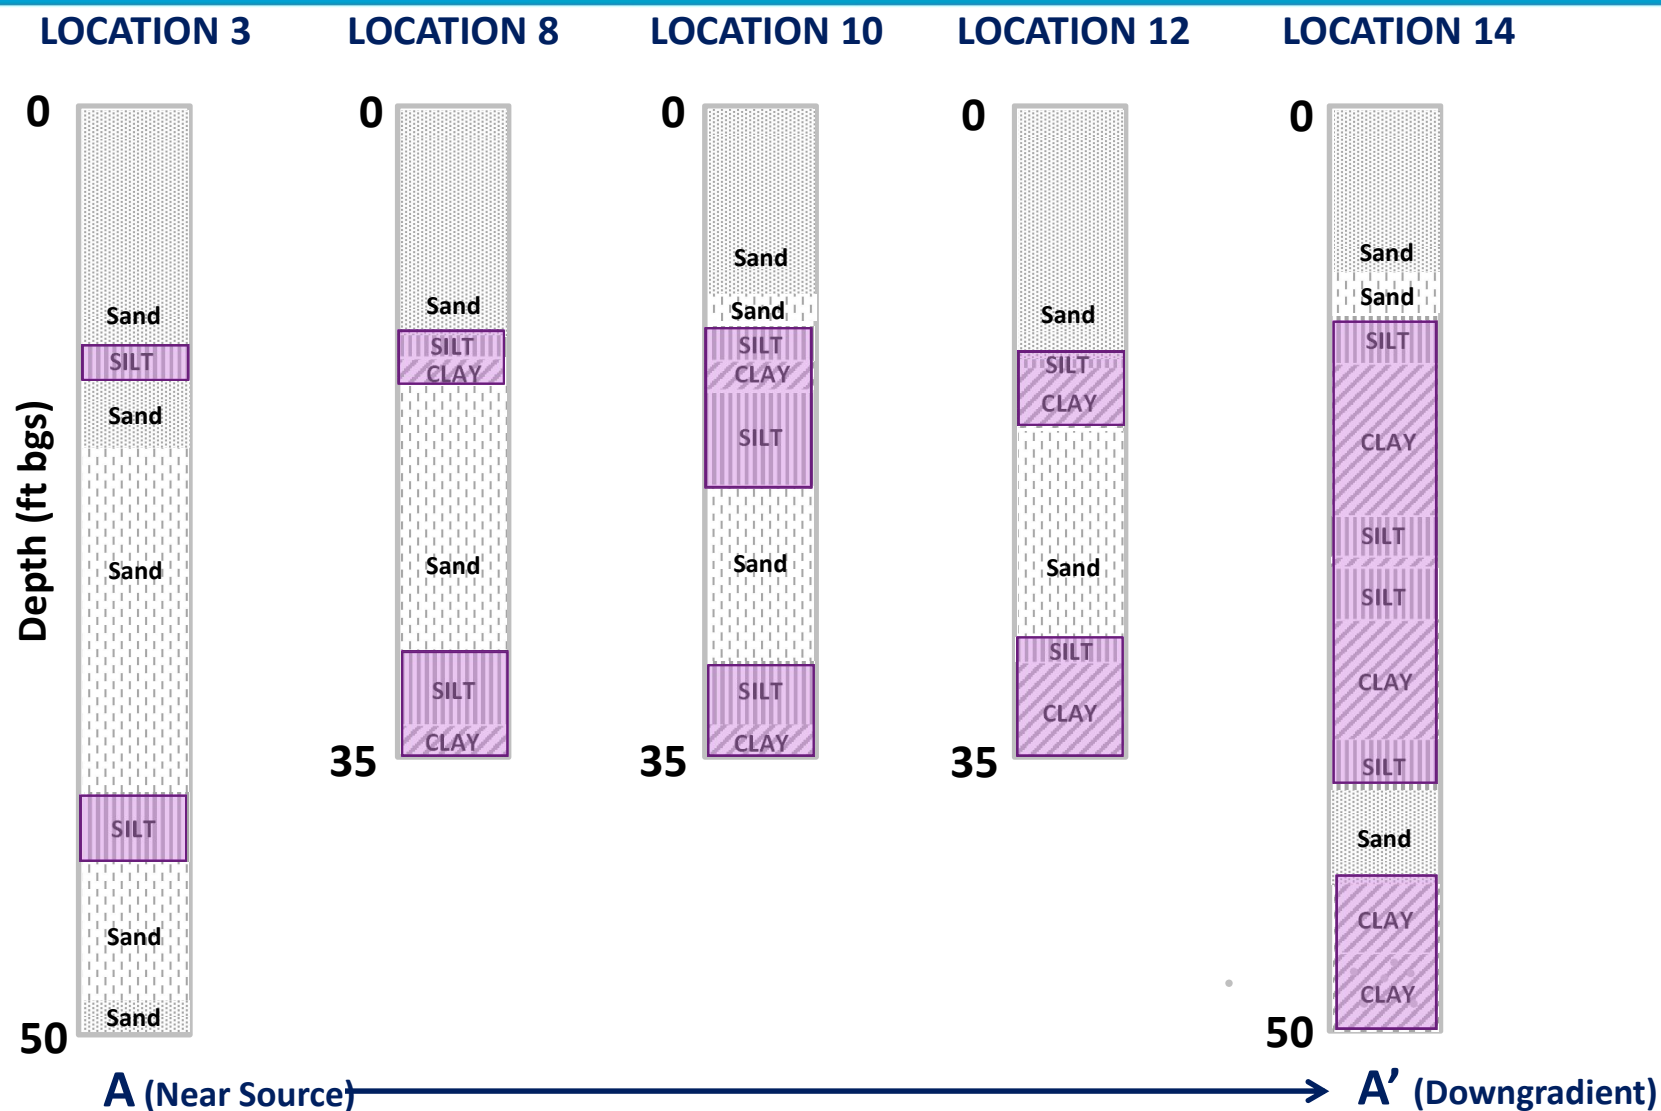 LOCATION 3
LOCATION 8
LOCATION 10
LOCATION 12
LOCATION 14
Depth (ft bgs)
0
Sand
SILT
Sand
Sand
SILT
Sand
Sand
50
0
Sand
SILT
CLAY
Sand
SILT
CLAY
35
0
Sand
Sand
SILT
CLAY
SILT
Sand
SILT
CLAY
35
0
Sand
SILT
CLAY
Sand
SILT
CLAY
35
0
Sand
Sand
SILT
CLAY
SILT
SILT
CLAY
SILT
Sand
CLAY
CLAY
50
A (Near Source)
A’ (Downgradient)